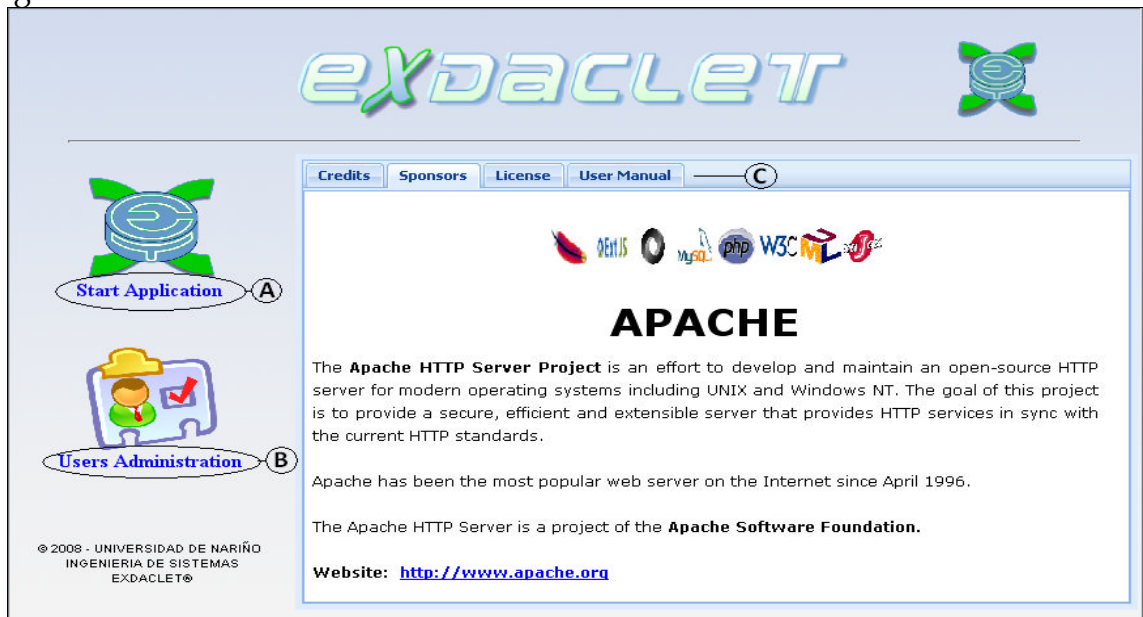 exdaclet
Credits Sponsors License User Manual C
ExtJS MySQL php W3C XML
APACHE
Start Application A
The Apache HTTP Server Project is an effort to develop and maintain an open-source HTTP
server for modern operating systems including UNIX and Windows NT. The goal of this project
is to provide a secure, efficient and extensible server that provides HTTP services in sync with
the current HTTP standards.
Users Administration B
Apache has been the most popular web server on the Internet since April 1996.
The Apache HTTP Server is a project of the Apache Software Foundation.
Website: http://www.apache.org
© 2008 - UNIVERSIDAD DE NARIÑO
INGENIERIA DE SISTEMAS
EXDACLET®